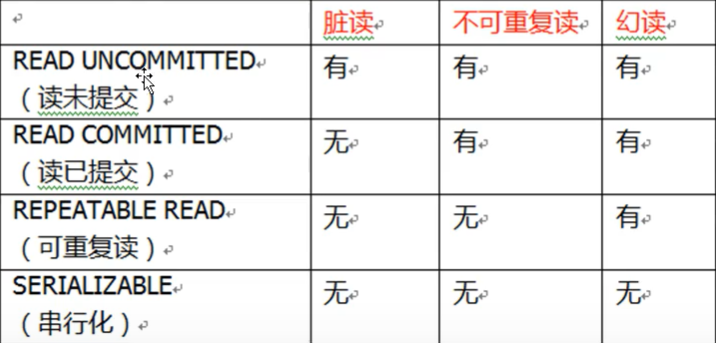 脏读 不可重复读 幻读
READ UNCOMMITTED 有 有 有
（读未提交）
READ COMMITTED 无 有 有
（读已提交）
REPEATABLE READ 无 无 有
（可重复读）
SERIALIZABLE 无 无 无
（串行化）